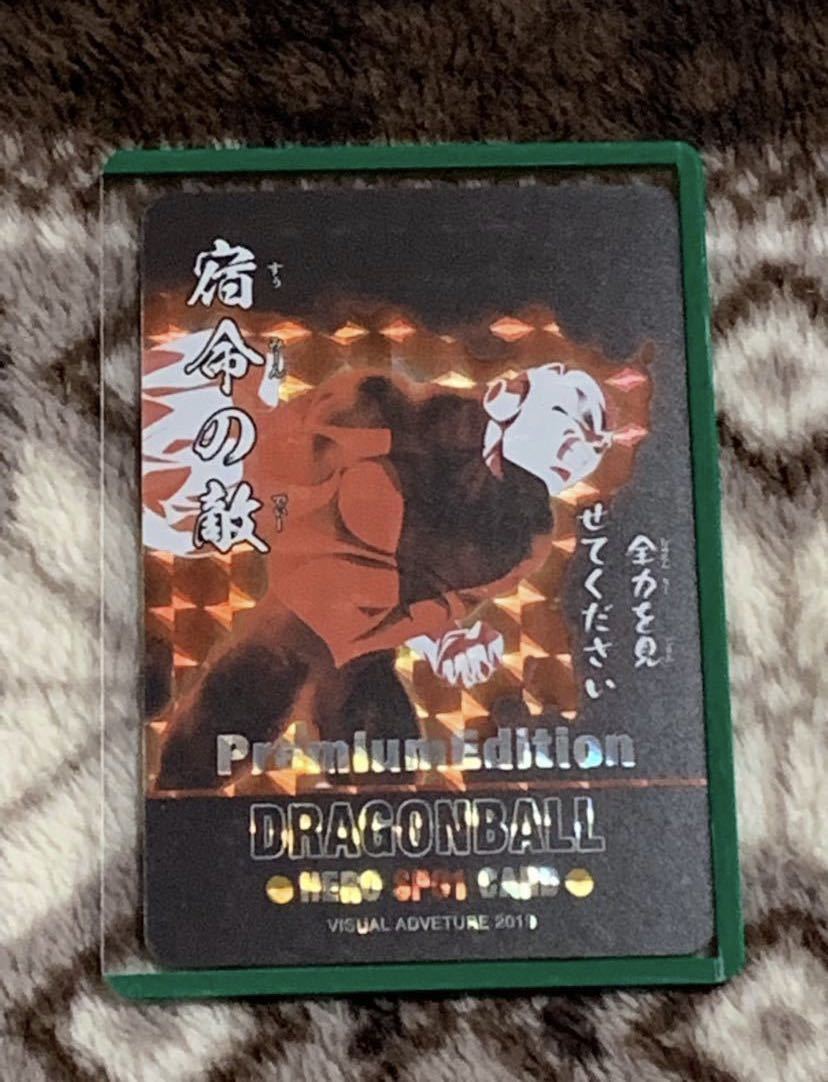 宿命の敵
全力を見
せてください
PremiumEdition
DRAGONBALL
HERO SP01 CARD
VISUAL ADVETURE 2019